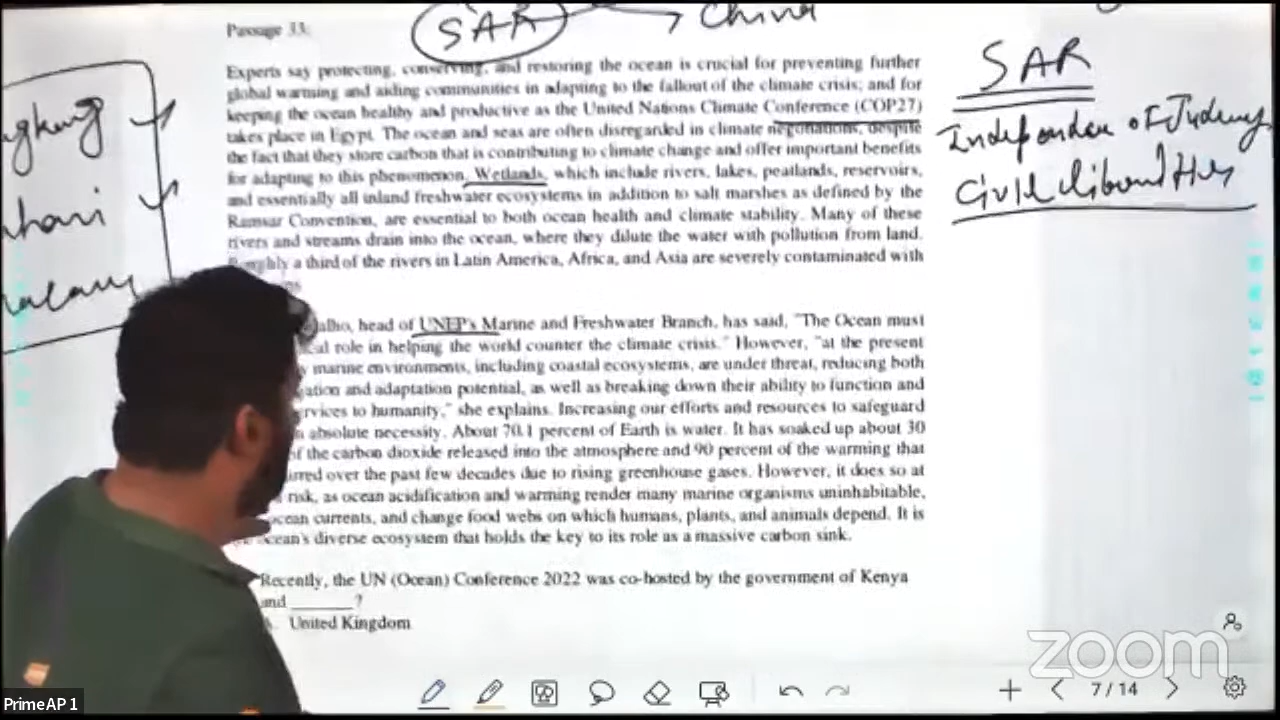 Passage 33:
SAR
China
Experts say protecting, conserving, and restoring the ocean is crucial for preventing further
global warming and aiding communities in adapting to the fallout of the climate crisis; and for
keeping the ocean healthy and productive as the United Nations Climate Conference (COP27)
takes place in Egypt. The ocean and seas are often disregarded in climate negotiations, despite
the fact that they store carbon that is contributing to climate change and offer important benefits
for adapting to this phenomenon. Wetlands, which include rivers, lakes, peatlands, reservoirs,
and essentially all inland freshwater ecosystems in addition to salt marshes as defined by the
Ramsar Convention, are essential to both ocean health and climate stability. Many of these
rivers and streams drain into the ocean, where they dilute the water with pollution from land.
Roughly a third of the rivers in Latin America, Africa, and Asia are severely contaminated with
alho, head of UNEP's Marine and Freshwater Branch, has said, "The Ocean must
cal role in helping the world counter the climate crisis." However, "at the present
marine environments, including coastal ecosystems, are under threat, reducing both
ation and adaptation potential, as well as breaking down their ability to function and
rvices to humanity," she explains. Increasing our efforts and resources to safeguard
absolute necessity. About 70.1 percent of Earth is water. It has soaked up about 30
of the carbon dioxide released into the atmosphere and 90 percent of the warming that
rred over the past few decades due to rising greenhouse gases. However, it does so at
risk, as ocean acidification and warming render many marine organisms uninhabitable,
ocean currents, and change food webs on which humans, plants, and animals depend. It is
ocean's diverse ecosystem that holds the key to its role as a massive carbon sink.
Recently, the UN (Ocean) Conference 2022 was co-hosted by the government of Kenya
and ______?
United Kingdom
SAR
of
zoom
7 / 14
PrimeAP 1